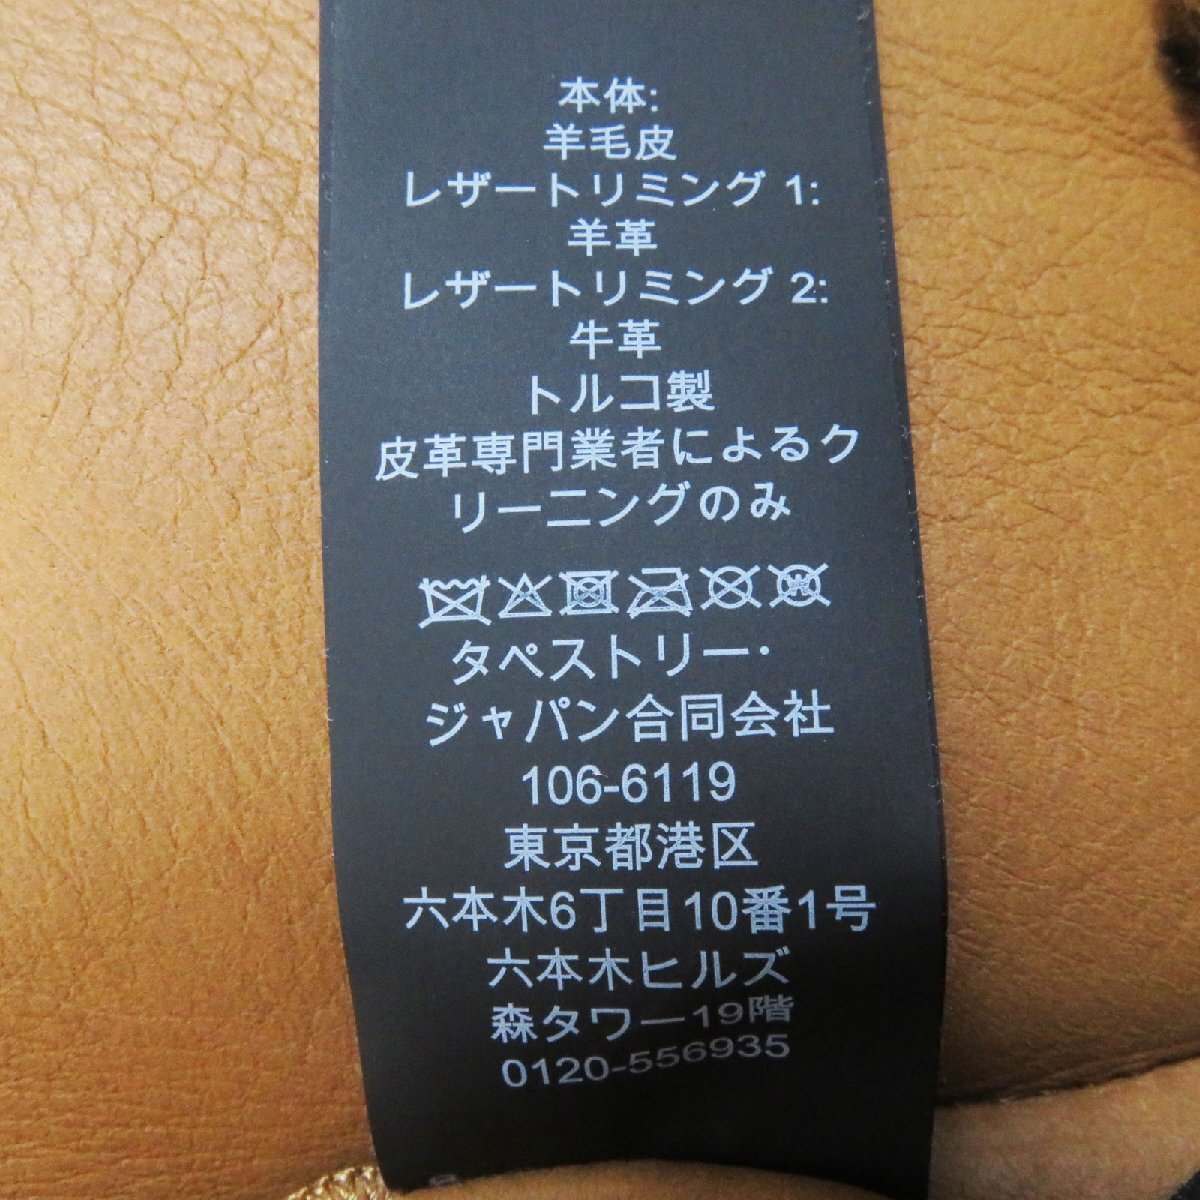 本体:
羊毛皮
レザートリミング 1:
羊革
レザートリミング 2:
牛革
トルコ製
皮革専門業者によるク
リーニングのみ
タペストリー・
ジャパン合同会社
106-6119
東京都港区
六本木6丁目10番1号
六本木ヒルズ
森タワー19階
0120-556935